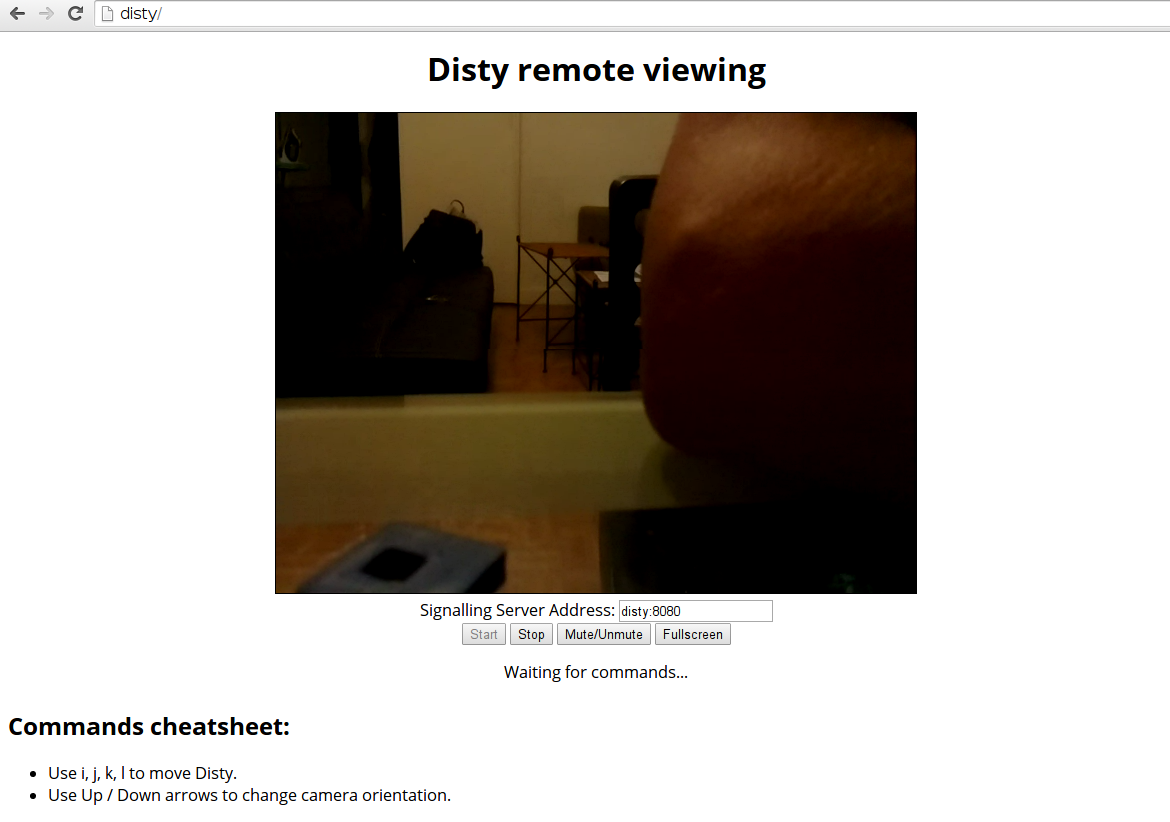 disty/
Disty remote viewing
Signalling Server Address: disty:8080
Start Stop Mute/Unmute Fullscreen
Waiting for commands...
Commands cheatsheet:
• Use i, j, k, l to move Disty.
• Use Up / Down arrows to change camera orientation.